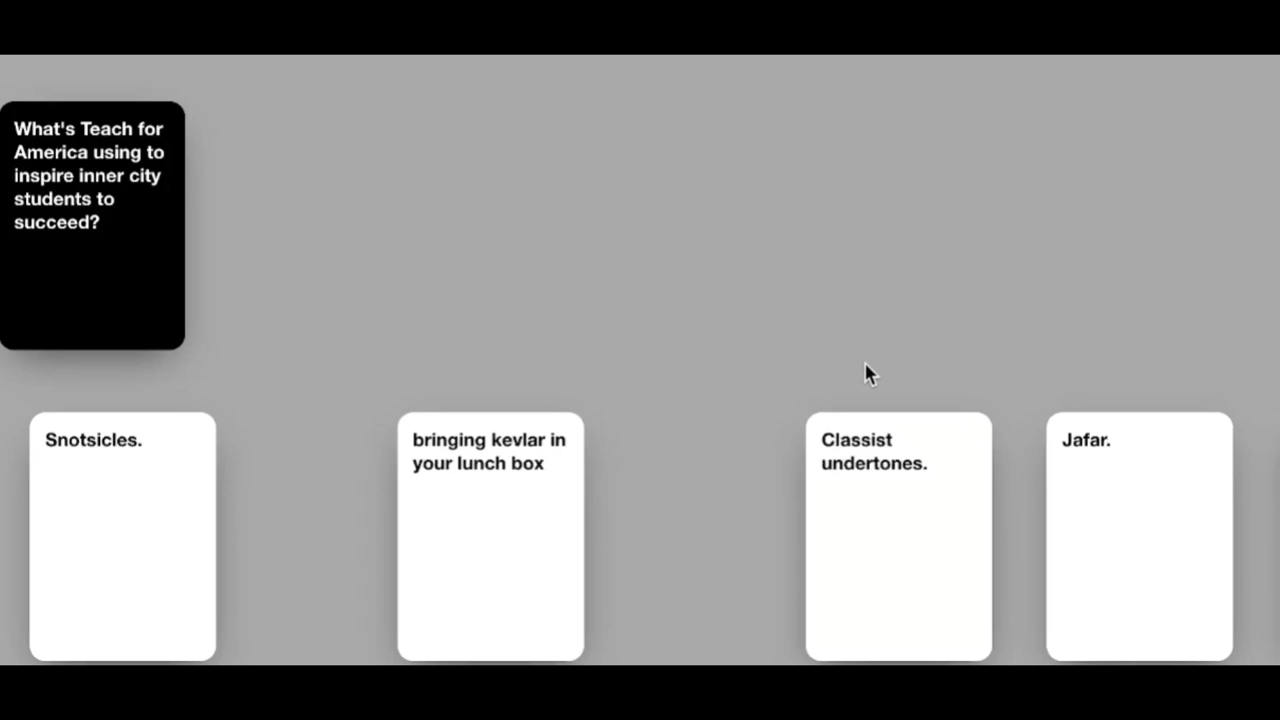 What's Teach for
America using to
inspire inner city
students to
succeed?
Snotsicles.
bringing kevlar in
your lunch box
Classist
undertones.
Jafar.